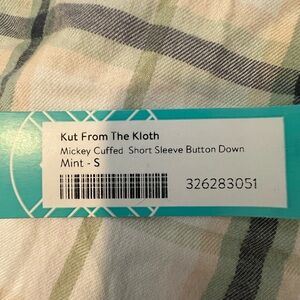 Kut From The Kloth
Mickey Cuffed Short Sleeve Button Down
Mint - S
326283051